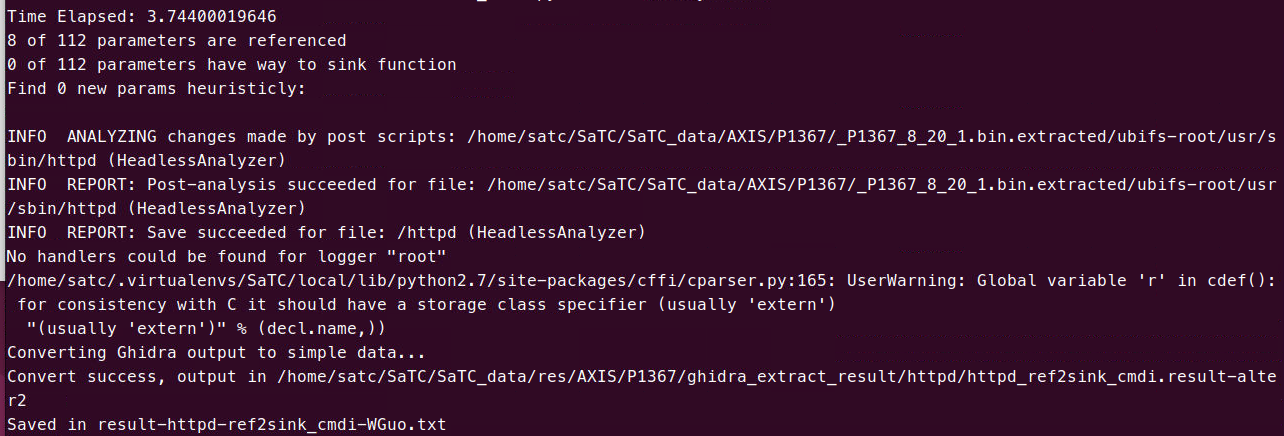 Time Elapsed: 3.74400019646
8 of 112 parameters are referenced
0 of 112 parameters have way to sink function
Find 0 new params heuristicly:
INFO  ANALYZING changes made by post scripts: /home/satc/SaTC/SaTC_data/AXIS/P1367/_P1367_8_20_1.bin.extracted/ubifs-root/usr/s
bin/httpd (HeadlessAnalyzer)
INFO  REPORT: Post-analysis succeeded for file: /home/satc/SaTC/SaTC_data/AXIS/P1367/_P1367_8_20_1.bin.extracted/ubifs-root/usr
/sbin/httpd (HeadlessAnalyzer)
INFO  REPORT: Save succeeded for file: /httpd (HeadlessAnalyzer)
No handlers could be found for logger "root"
/home/satc/.virtualenvs/SaTC/local/lib/python2.7/site-packages/cffi/cparser.py:165: UserWarning: Global variable 'r' in cdef():
 for consistency with C it should have a storage class specifier (usually 'extern')
  "(usually 'extern')" % (decl.name,))
Converting Ghidra output to simple data...
Convert success, output in /home/satc/SaTC/SaTC_data/res/AXIS/P1367/ghidra_extract_result/httpd/httpd_ref2sink_cmdi.result-alte
r2
Saved in result-httpd-ref2sink_cmdi-WGuo.txt